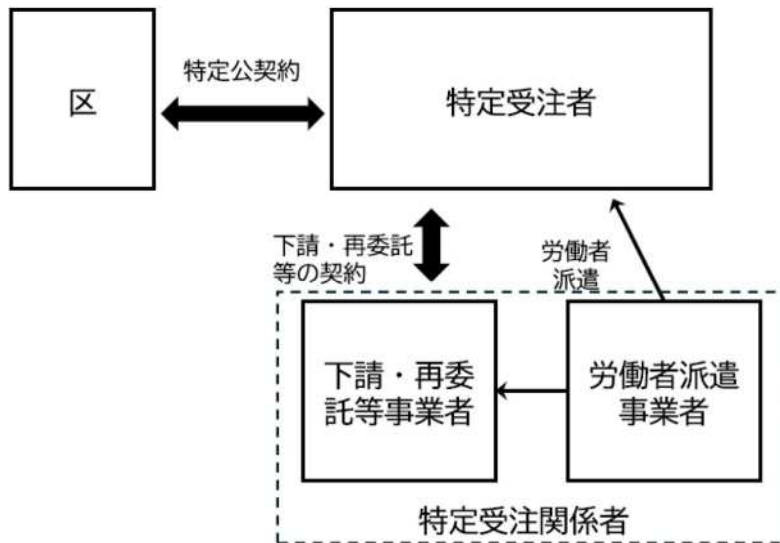 特定公契約
区
特定受注者
下請・再委託
等の契約
労働者
派遣
下請・再委
託等事業者
労働者派遣
事業者
特定受注関係者